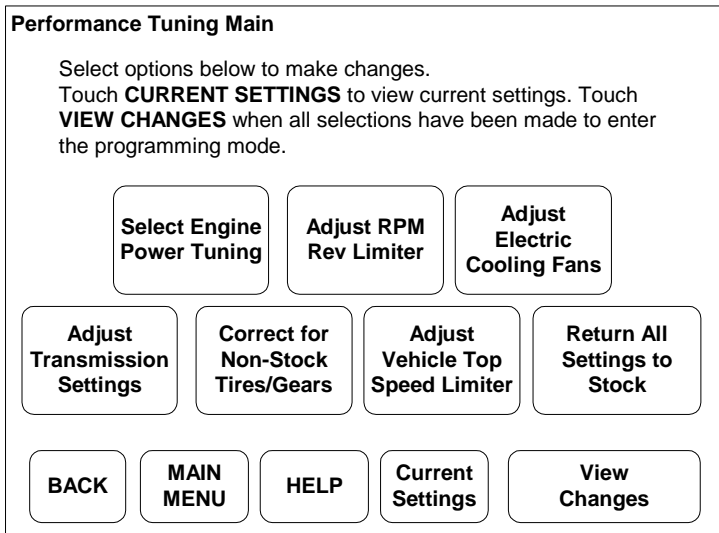 Performance Tuning Main
Select options below to make changes.
Touch CURRENT SETTINGS to view current settings. Touch
VIEW CHANGES when all selections have been made to enter
the programming mode.
Select Engine
Power Tuning
Adjust RPM
Rev Limiter
Adjust
Electric
Cooling Fans
Adjust
Transmission
Settings
Correct for
Non-Stock
Tires/Gears
Adjust
Vehicle Top
Speed Limiter
Return All
Settings to
Stock
BACK
MAIN
MENU
HELP
Current
Settings
View
Changes